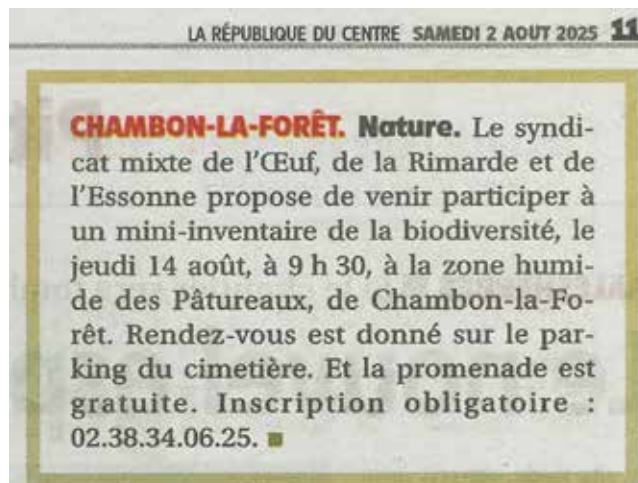 LA RÉPUBLIQUE DU CENTRE SAMEDI 2 AOÛT 2025 11
CHAMBON-LA-FORÊT. Nature. Le syndi-
cat mixte de l'Œuf, de la Rimarde et de
l'Essonne propose de venir participer à
un mini-inventaire de la biodiversité, le
jeudi 14 août, à 9 h 30, à la zone humi-
de des Pâtureaux, de Chambon-la-Fo-
rêt. Rendez-vous est donné sur le par-
king du cimetière. Et la promenade est
gratuite. Inscription obligatoire :
02.38.34.06.25.